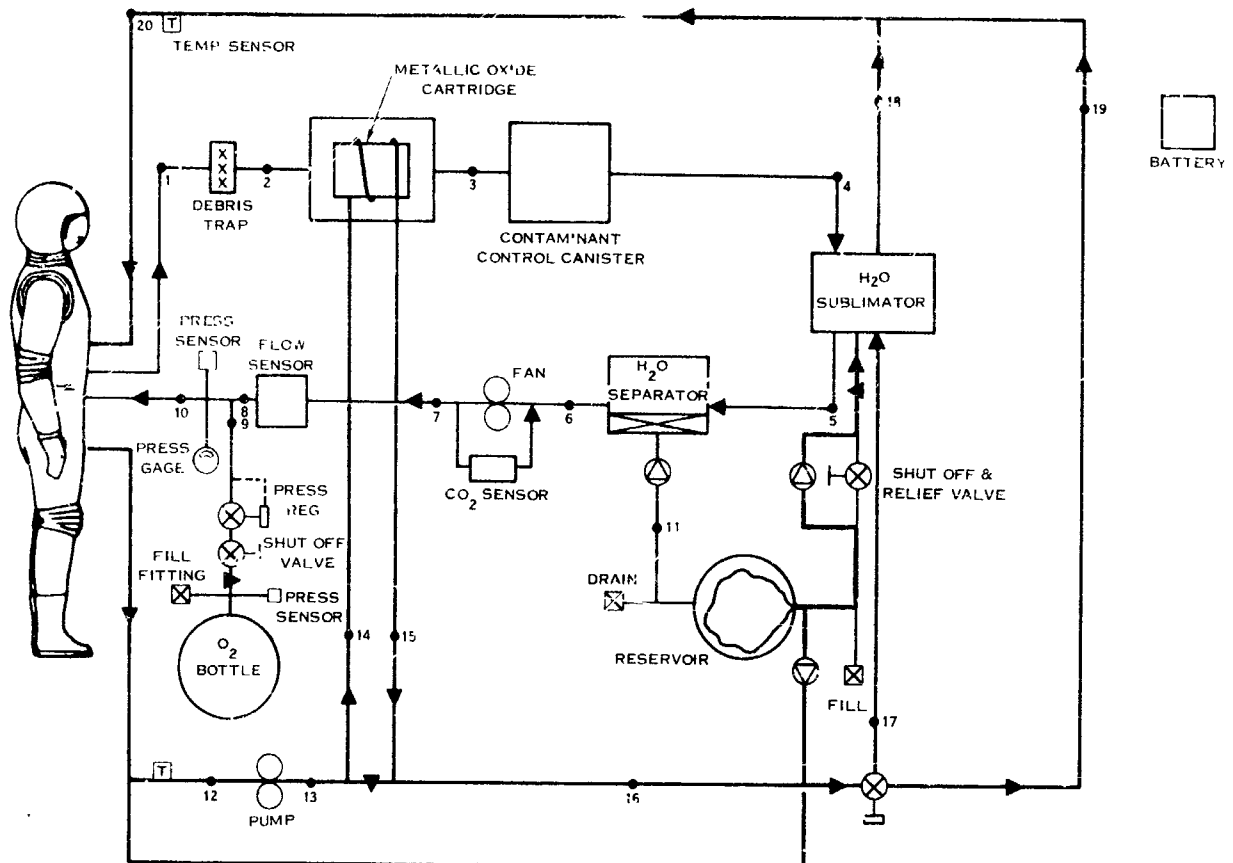 20
T
TEMP SENSOR
METALLIC OXIDE
CARTRIDGE
18
19
BATTERY
1
X
X
X
2
3
4
DEBRIS
TRAP
CONTAMINANT
CONTROL CANISTER
H2O
SUBLIMATOR
PRESS
SENSOR
FLOW
SENSOR
FAN
H2O
SEPARATOR
10
8
9
7
6
5
PRESS
GAGE
CO2 SENSOR
SHUT OFF &
RELIEF VALVE
PRESS
REG
11
FILL
FITTING
SHUT OFF
VALVE
DRAIN
PRESS
SENSOR
O2
BOTTLE
14
15
RESERVOIR
FILL
17
T
12
13
16
PUMP